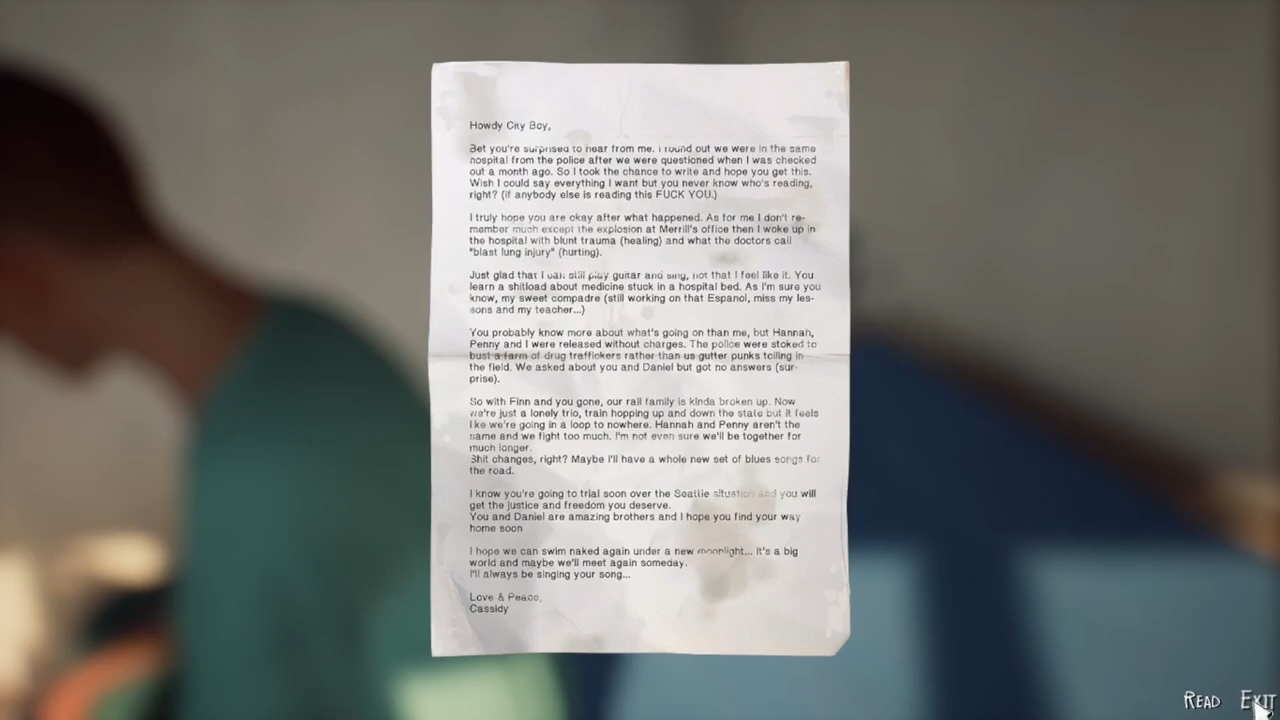 Howdy City Boy,
Bet you're surprised to hear from me. I found out we were in the same
hospital from the police after we were questioned when I was checked
out a month ago. So I took the chance to write and hope you get this.
Wish I could say everything I want but you never know who's reading,
right? (if anybody else is reading this FUCK YOU.)
I truly hope you are okay after what happened. As for me I don't re-
member much except the explosion at Merrill's office then I woke up in
the hospital with blunt trauma (healing) and what the doctors call
"blast lung injury" (hurting).
Just glad that I can still play guitar and sing, not that I feel like it. You
learn a shitload about medicine stuck in a hospital bed. As I'm sure you
know, my sweet compadre (still working on that Espanol, miss my les-
sons and my teacher...)
You probably know more about what's going on than me, but Hannah,
Penny and I were released without charges. The police were stoked to
bust a farm of drug traffickers rather than us gutter punks toiling in
the field. We asked about you and Daniel but got no answers (sur-
prise).
So with Finn and you gone, our rail family is kinda broken up. Now
we're just a lonely trio, train hopping up and down the state but it feels
like we're going in a loop to nowhere. Hannah and Penny aren't the
same and we fight too much. I'm not even sure we'll be together for
much longer.
Shit changes, right? Maybe I'll have a whole new set of blues songs for
the road.
I know you're going to trial soon over the Seattle situation and you will
get the justice and freedom you deserve.
You and Daniel are amazing brothers and I hope you find your way
home soon
I hope we can swim naked again under a new moonlight... It's a big
world and maybe we'll meet again someday.
I'll always be singing your song...
Love & Peace,
Cassidy
READ EXIT